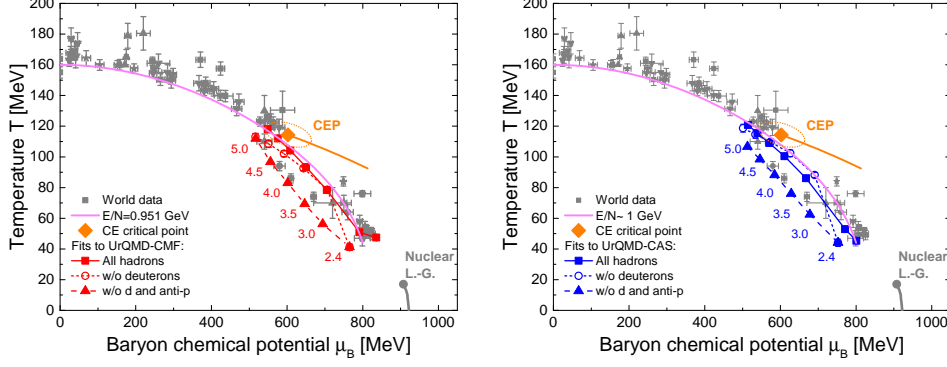 200
180
160
140
120
100
80
60
40
20
0
Temperature T [MeV]
CEP
5.0
4.5
4.0
3.5
3.0
2.4
World data
E/N=0.951 GeV
CE critical point
Fits to UrQMD-CMF:
All hadrons
w/o deuterons
w/o d and anti-p
Nuclear
L.-G.
0 200 400 600 800 1000
Baryon chemical potential μB [MeV]
200
180
160
140
120
100
80
60
40
20
0
Temperature T [MeV]
CEP
5.0
4.5
4.0
3.5
3.0
2.4
World data
E/N~ 1 GeV
CE critical point
Fits to UrQMD-CAS:
All hadrons
w/o deuterons
w/o d and anti-p
Nuclear
L.-G.
0 200 400 600 800 1000
Baryon chemical potential μB [MeV]